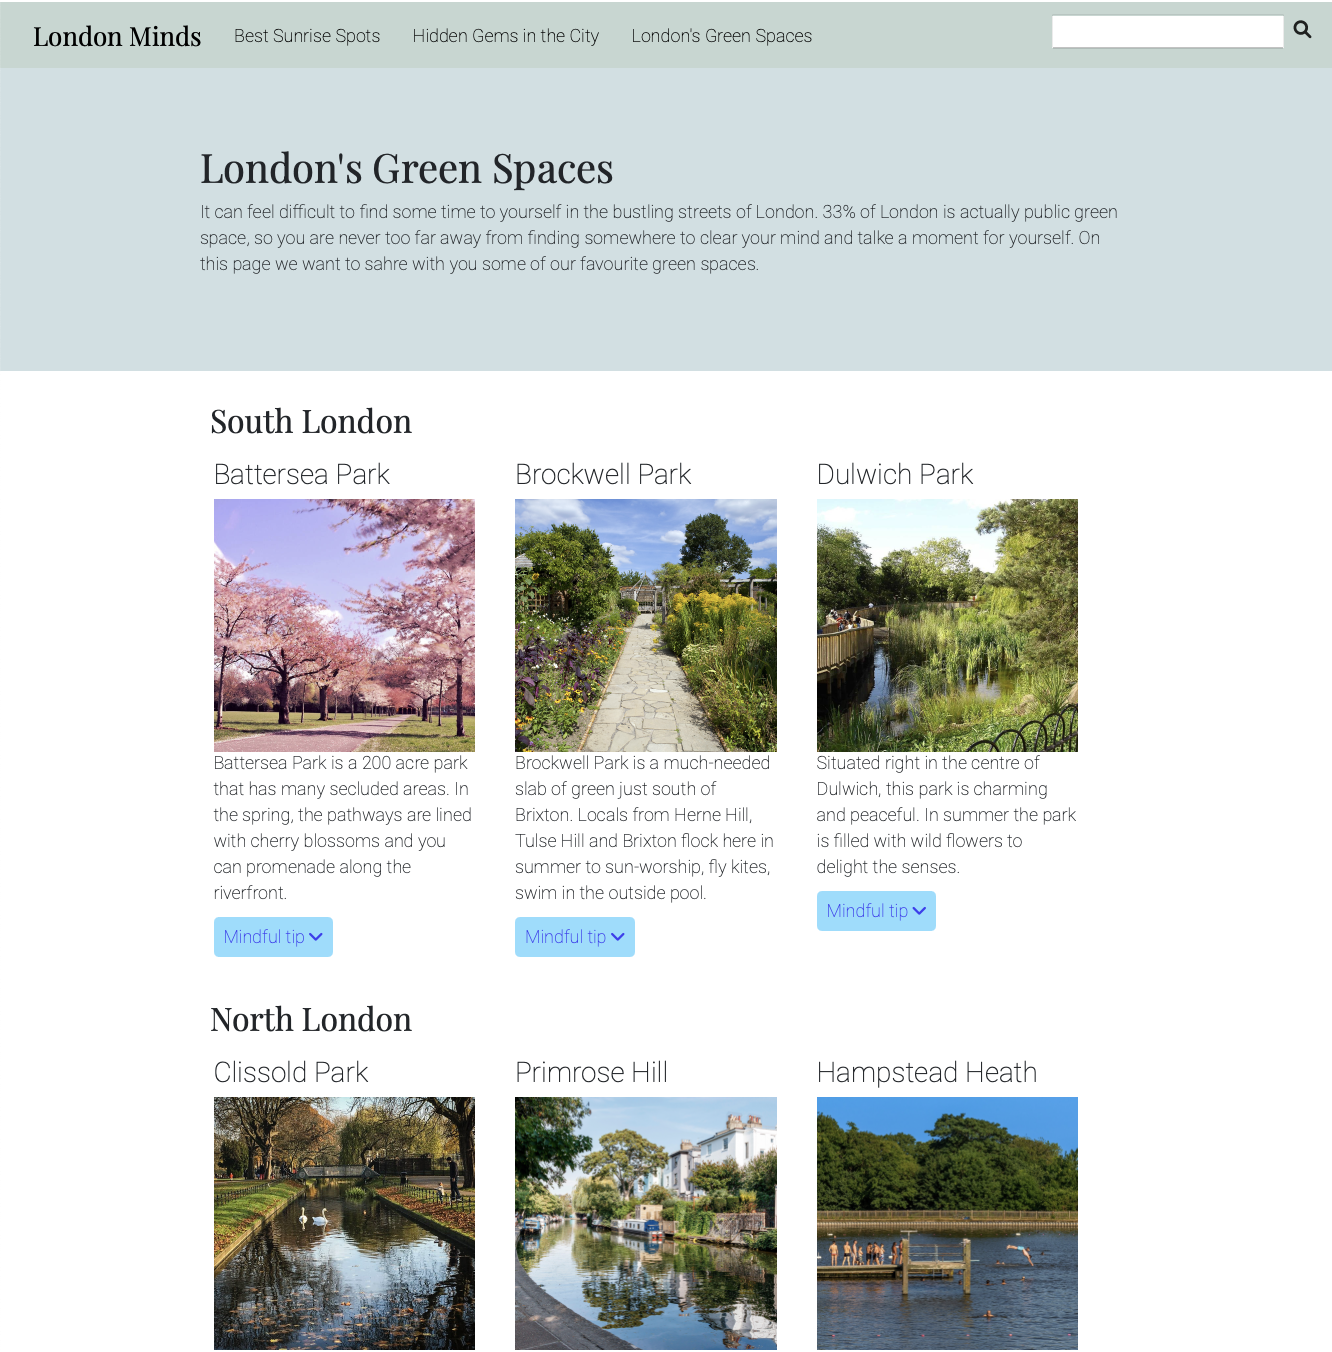 London Minds
Best Sunrise Spots
Hidden Gems in the City
London's Green Spaces
London's Green Spaces
It can feel difficult to find some time to yourself in the bustling streets of London. 33% of London is actually public green
space, so you are never too far away from finding somewhere to clear your mind and talke a moment for yourself. On
this page we want to sahre with you some of our favourite green spaces.
South London
Battersea Park
Battersea Park is a 200 acre park
that has many secluded areas. In
the spring, the pathways are lined
with cherry blossoms and you
can promenade along the
riverfront.
Mindful tip
Brockwell Park
Brockwell Park is a much-needed
slab of green just south of
Brixton. Locals from Herne Hill,
Tulse Hill and Brixton flock here in
summer to sun-worship, fly kites,
swim in the outside pool.
Mindful tip
Dulwich Park
Situated right in the centre of
Dulwich, this park is charming
and peaceful. In summer the park
is filled with wild flowers to
delight the senses.
Mindful tip
North London
Clissold Park
Primrose Hill
Hampstead Heath